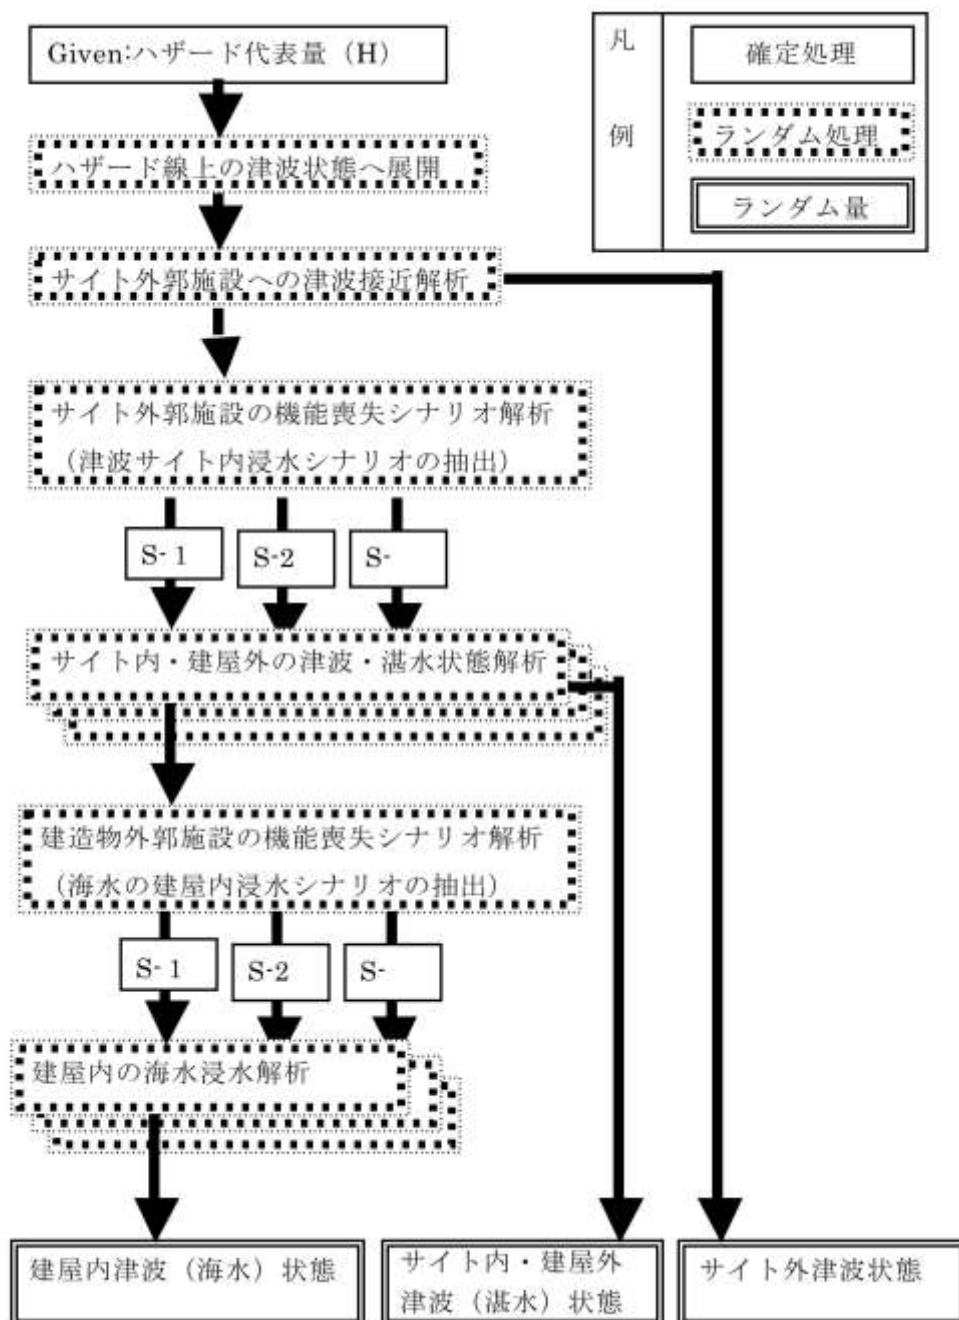 Given:ハザード代表量（H）
凡
例
確定処理
ランダム処理
ランダム量
ハザード線上の津波状態へ展開
サイト外郭施設への津波接近解析
サイト外郭施設の機能喪失シナリオ解析
（津波サイト内浸水シナリオの抽出）
S-１
S-2
S-
サイト内・建屋外の津波・湛水状態解析
建造物外郭施設の機能喪失シナリオ解析
（海水の建屋内浸水シナリオの抽出）
S-１
S-2
S-
建屋内の海水浸水解析
建屋内津波（海水）状態
サイト内・建屋外
津波（湛水）状態
サイト外津波状態